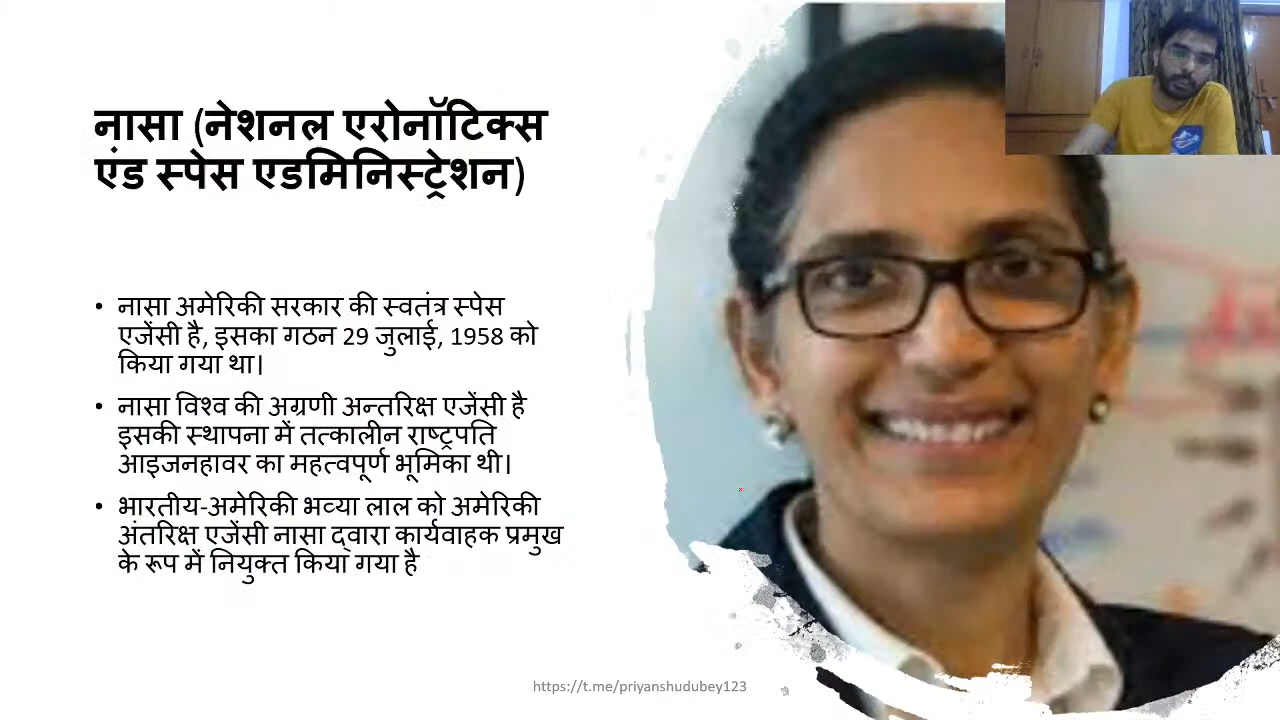 नासा (नेशनल एरोनॉटिक्स
एंड स्पेस एडमिनिस्ट्रेशन)
• नासा अमेरिकी सरकार की स्वतंत्र स्पेस
एजेंसी है, इसका गठन 29 जुलाई, 1958 को
किया गया था।
• नासा विश्व की अग्रणी अन्तरिक्ष एजेंसी है
इसकी स्थापना में तत्कालीन राष्ट्रपति
आइजनहावर का महत्वपूर्ण भूमिका थी।
• भारतीय-अमेरिकी भव्या लाल को अमेरिकी
अंतरिक्ष एजेंसी नासा द्वारा कार्यवाहक प्रमुख
के रूप में नियुक्त किया गया है
https://t.me/priyanshudubey123